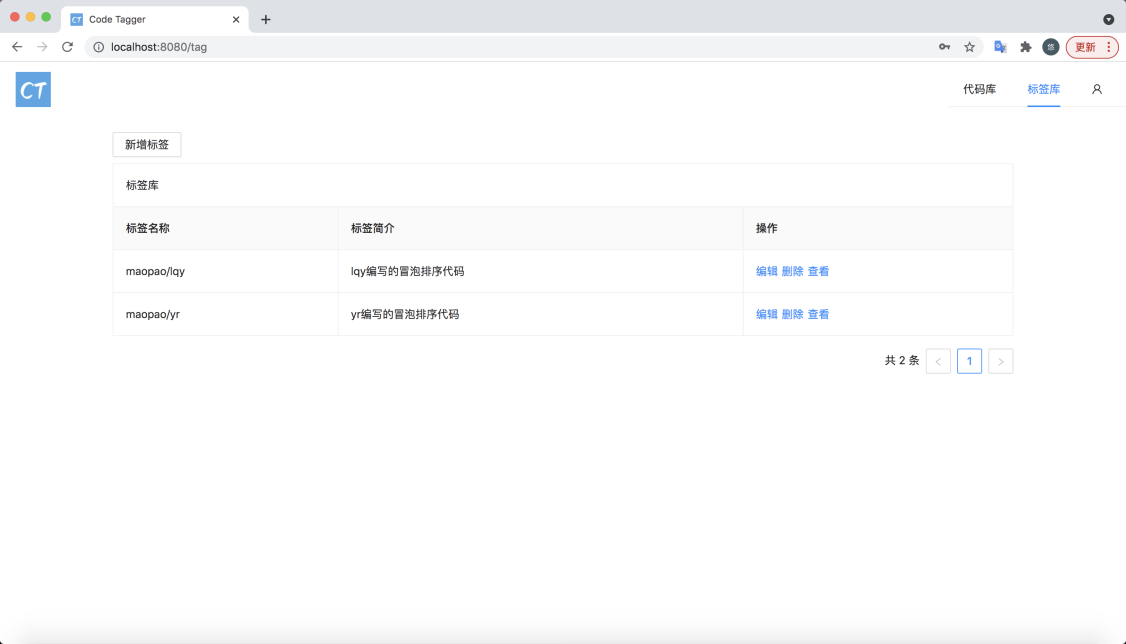 Code Tagger
localhost:8080/tag
悠
更新
CT
代码库
标签库
新增标签
标签库
标签名称 标签简介 操作
maopao/lqy lqy编写的冒泡排序代码 编辑 删除 查看
maopao/yr yr编写的冒泡排序代码 编辑 删除 查看
共 2 条 < 1 >